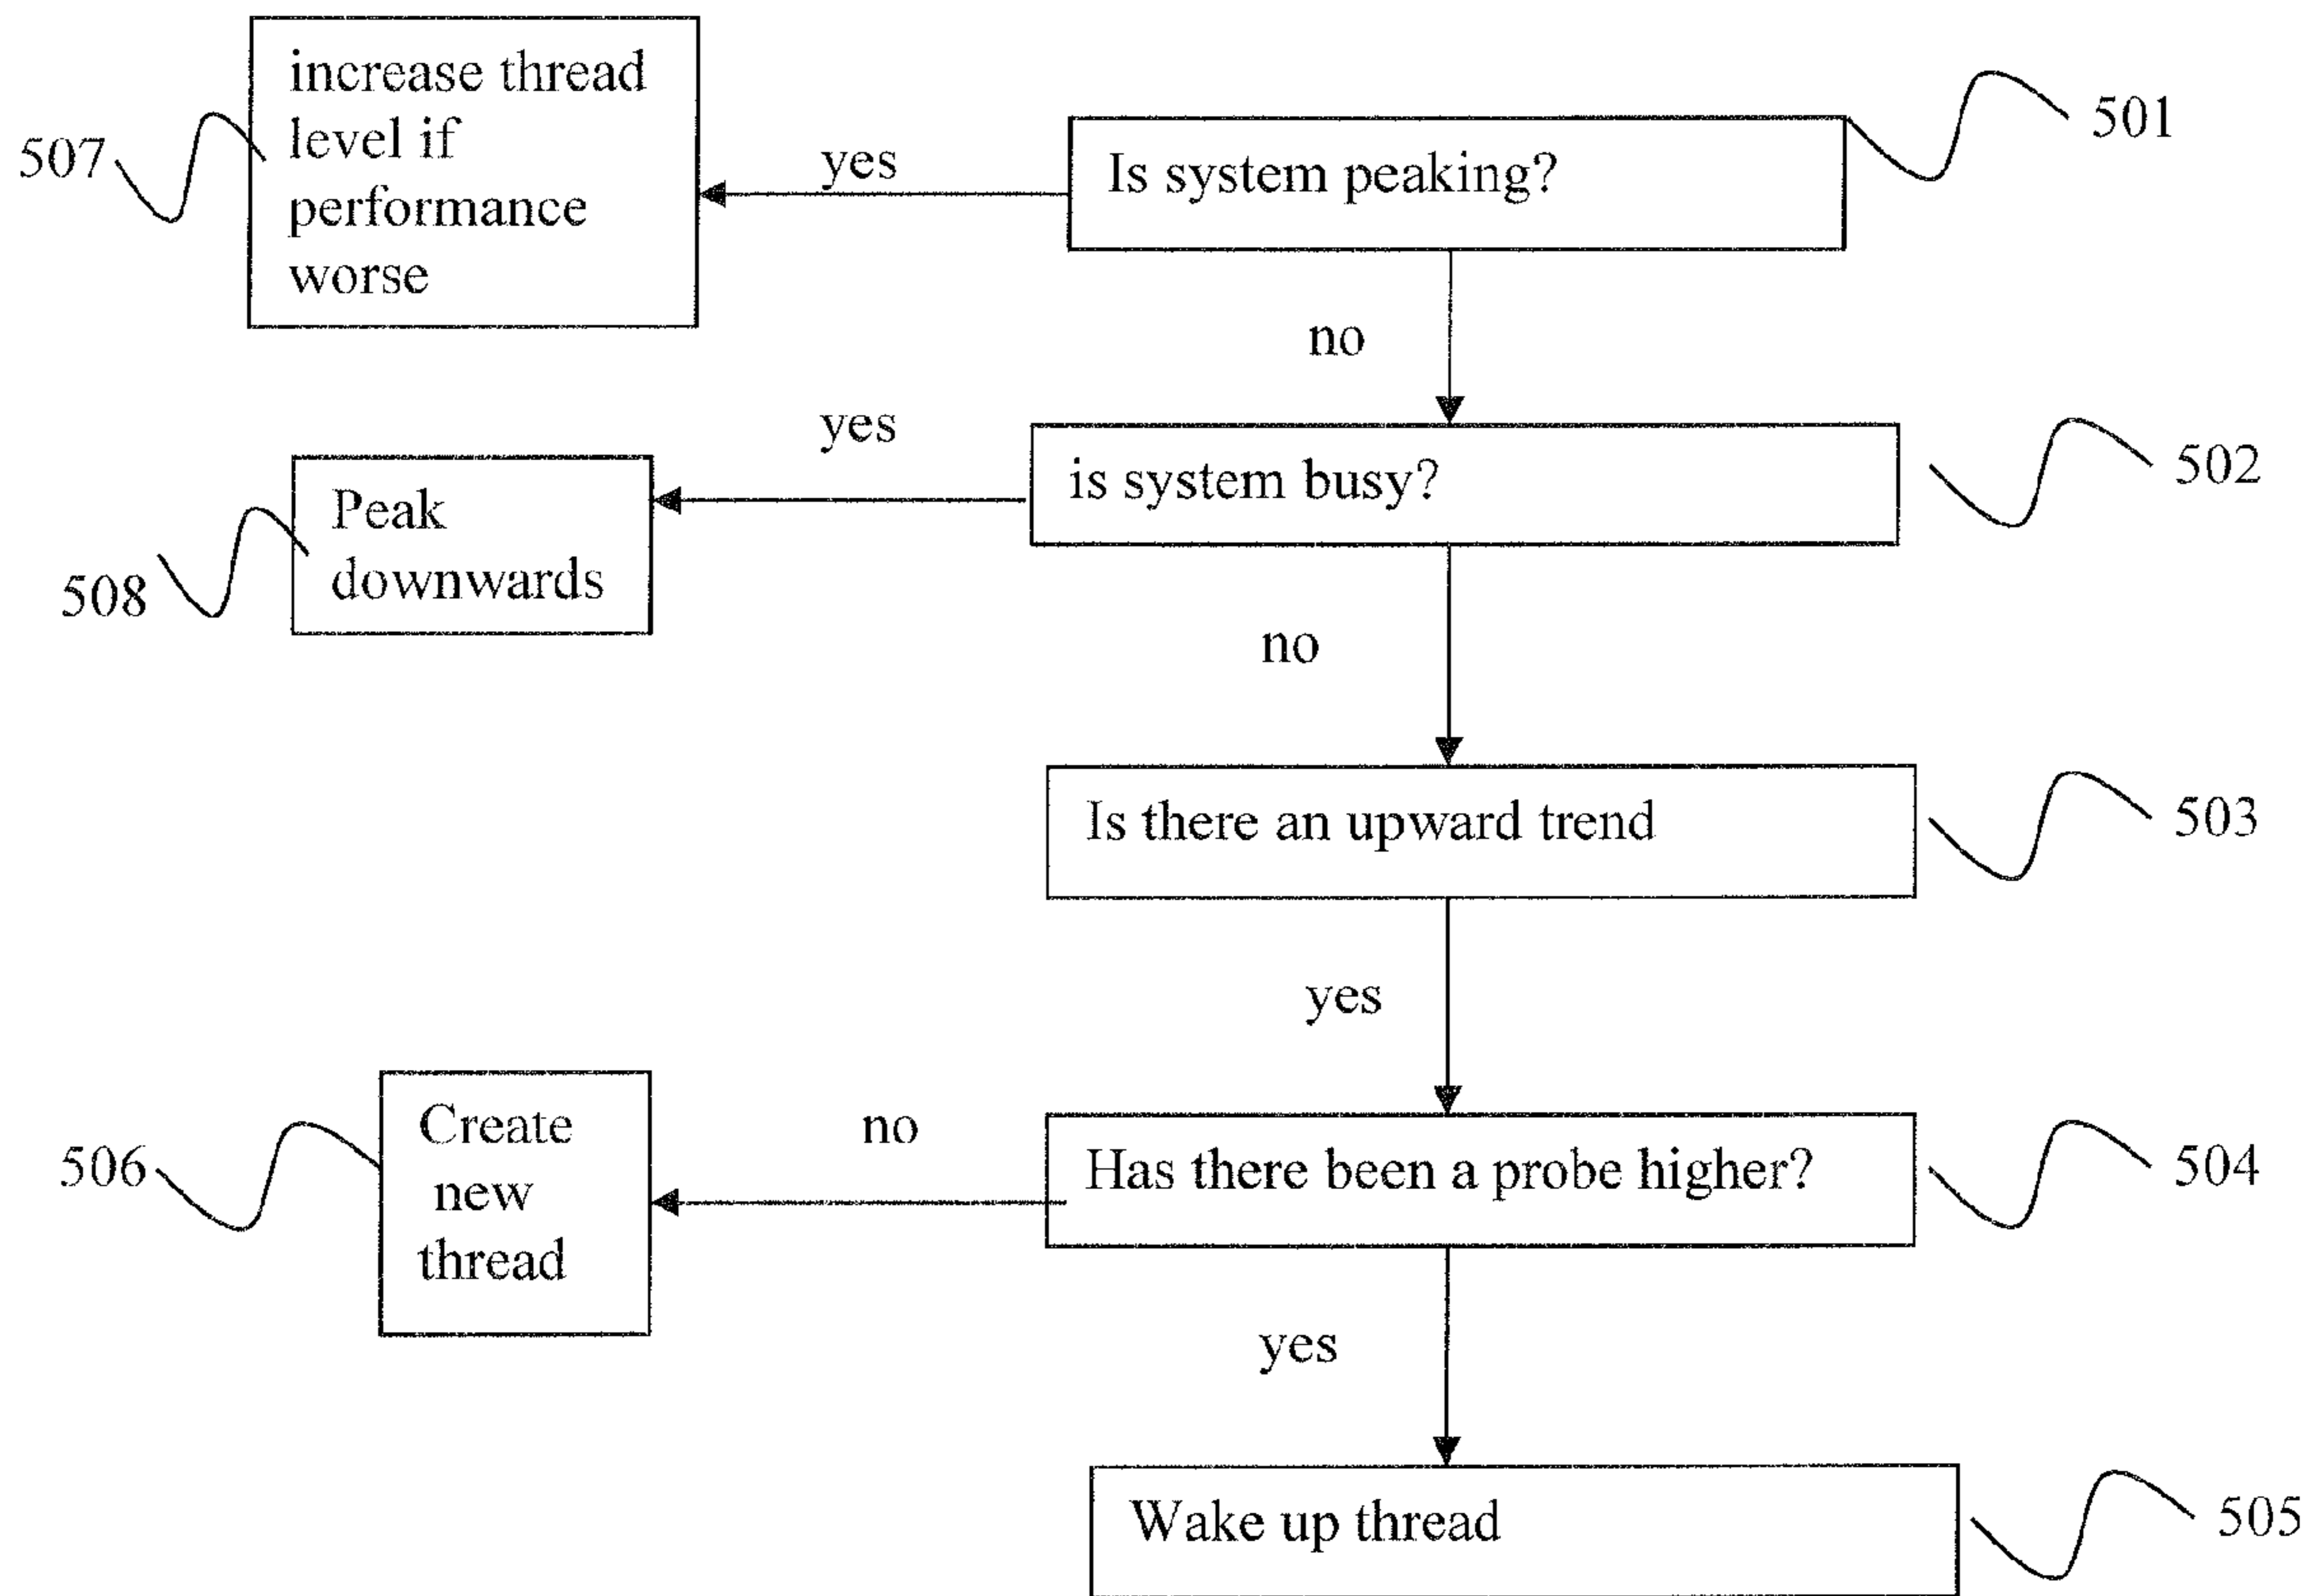 increase thread
level if
performance
worse
507
yes
Is system peaking?
501
no
yes
is system busy?
502
Peak
downwards
508
no
Is there an upward trend
503
yes
Create
new
thread
506
no
Has there been a probe higher?
504
yes
Wake up thread
505